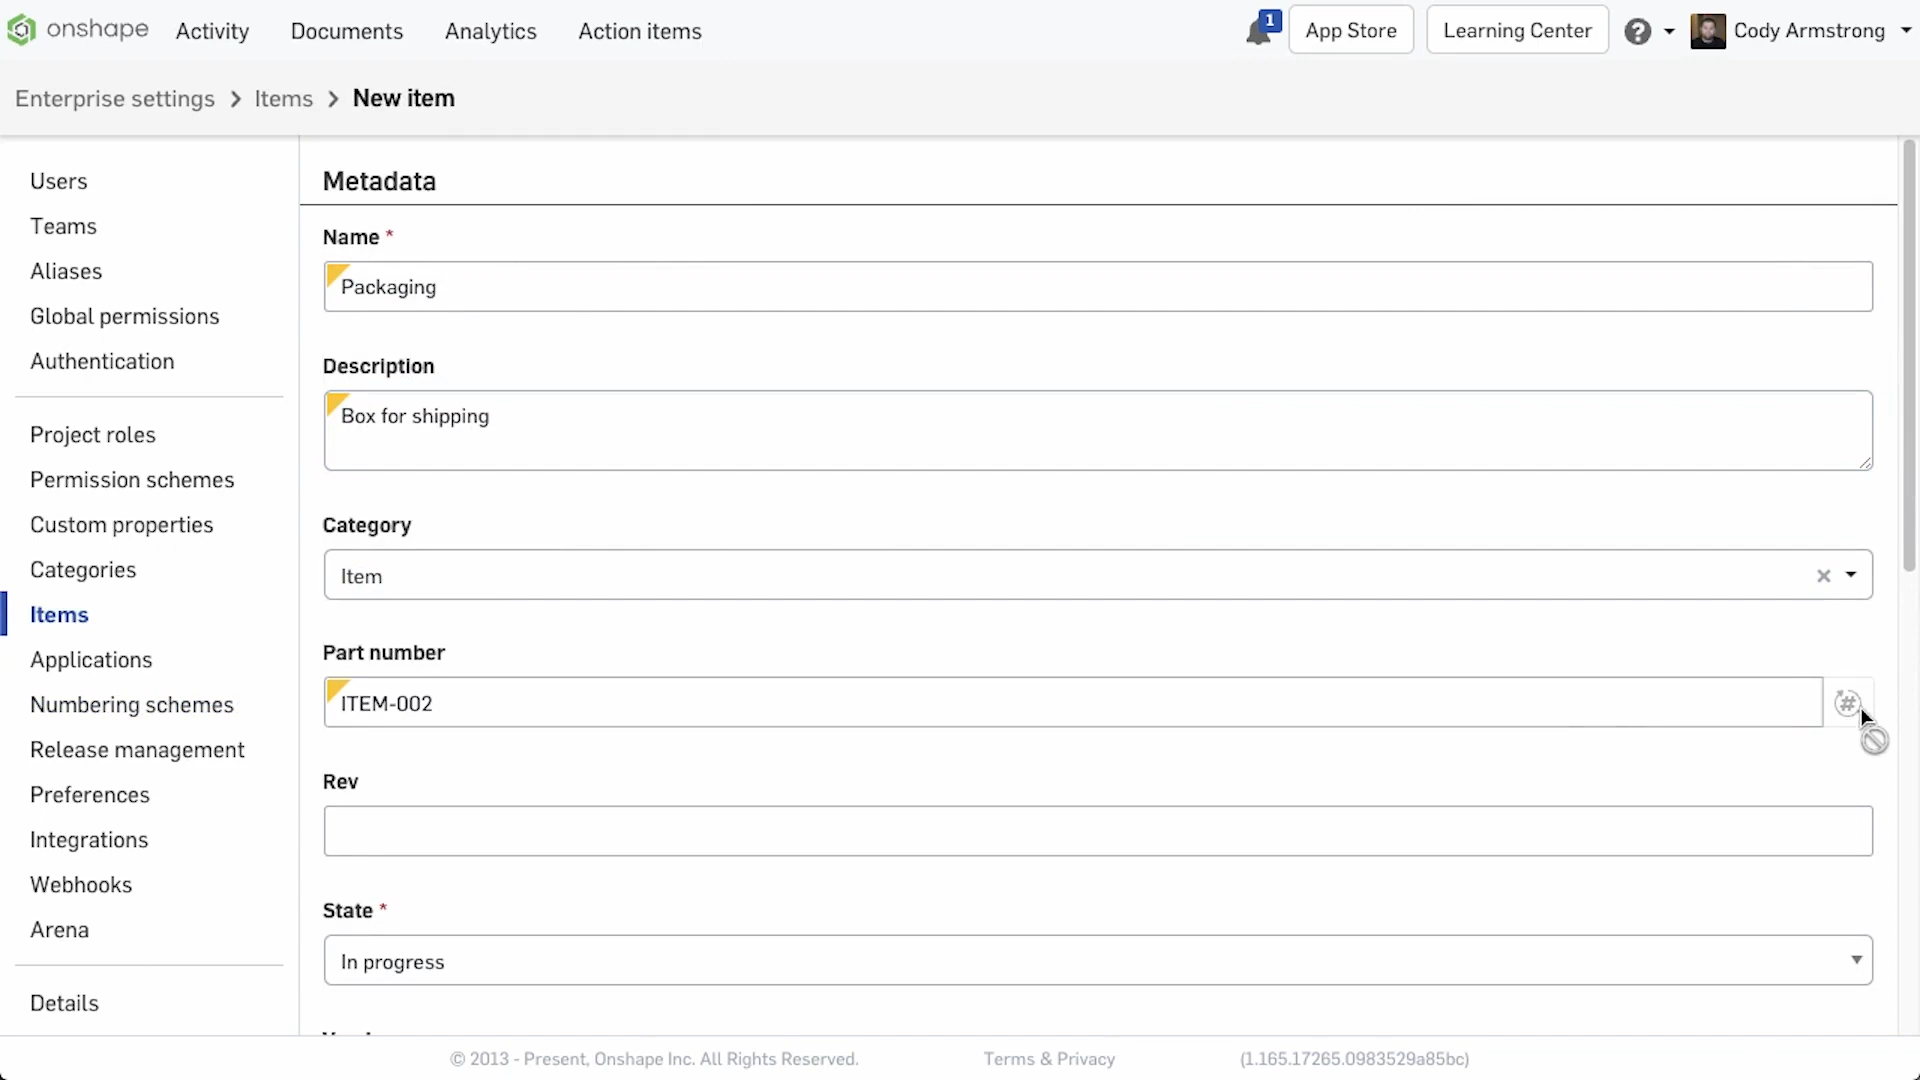 onshape Activity Documents Analytics Action items 1 App Store Learning Center ? Cody Armstrong
Enterprise settings > Items > New item
Users
Teams
Aliases
Global permissions
Authentication
Project roles
Permission schemes
Custom properties
Categories
Items
Applications
Numbering schemes
Release management
Preferences
Integrations
Webhooks
Arena
Details
Metadata
Name *
Packaging
Description
Box for shipping
Category
Item
Part number
ITEM-002
#
Rev
State *
In progress
© 2013 - Present, Onshape Inc. All Rights Reserved. Terms & Privacy (1.165.17265.0983529a85bc)